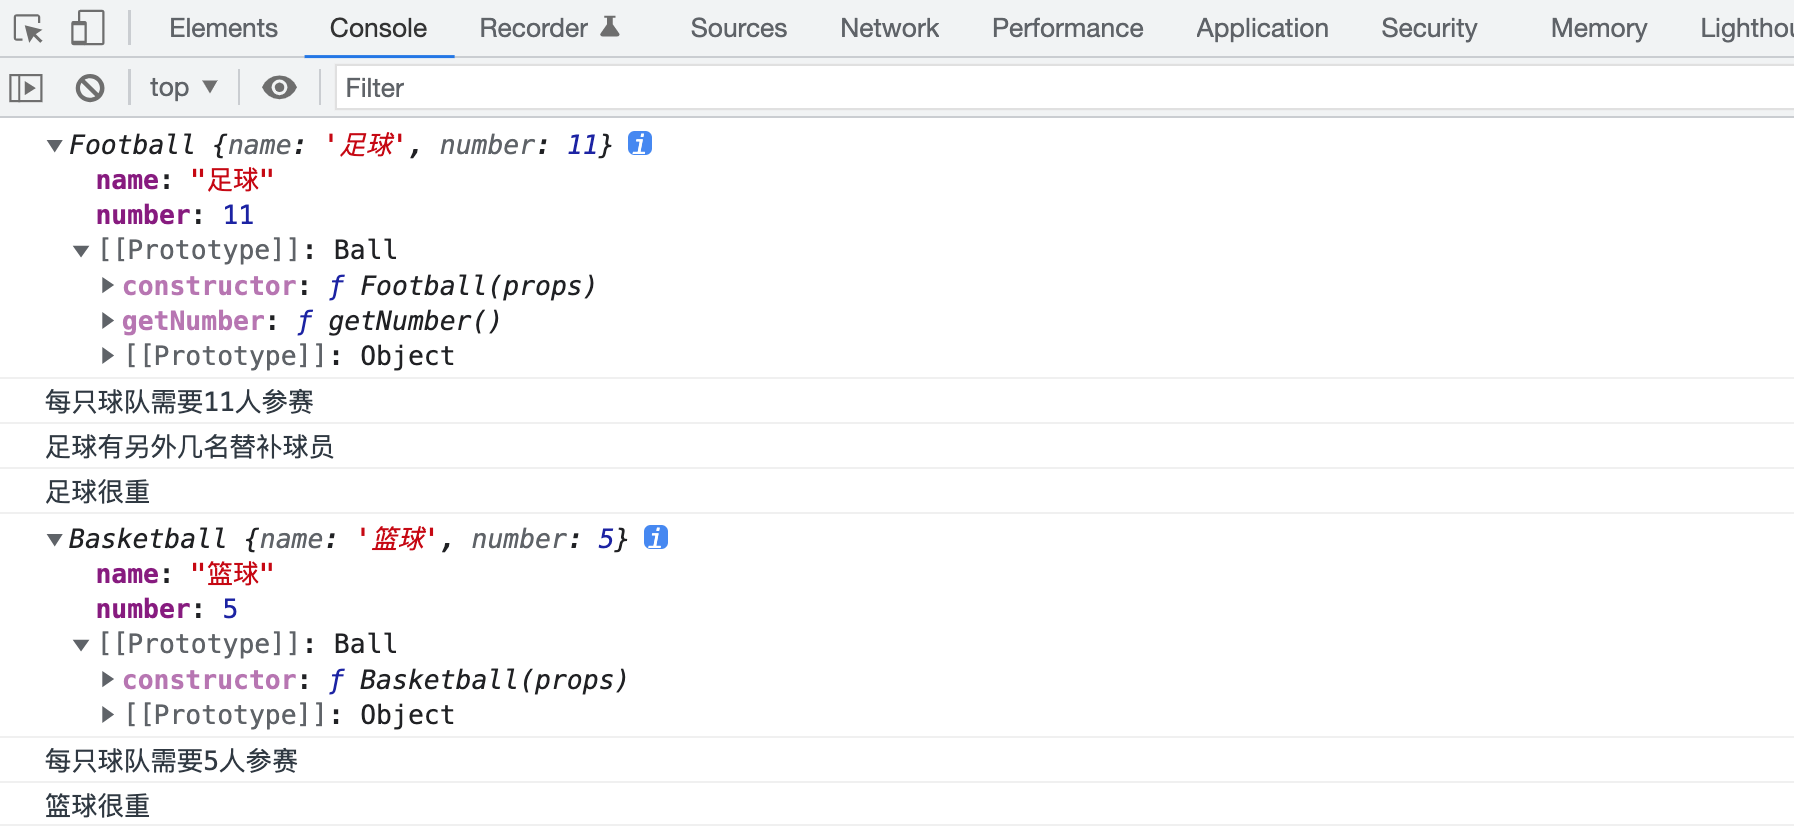 Elements Console Recorder Sources Network Performance Application Security Memory Lighthou
top Filter
Football {name: '足球', number: 11}
name: "足球"
number: 11
[[Prototype]]: Ball
constructor: ƒ Football(props)
getNumber: ƒ getNumber()
[[Prototype]]: Object
每只球队需要11人参赛
足球有另外几名替补球员
足球很重
Basketball {name: '篮球', number: 5}
name: "篮球"
number: 5
[[Prototype]]: Ball
constructor: ƒ Basketball(props)
[[Prototype]]: Object
每只球队需要5人参赛
篮球很重